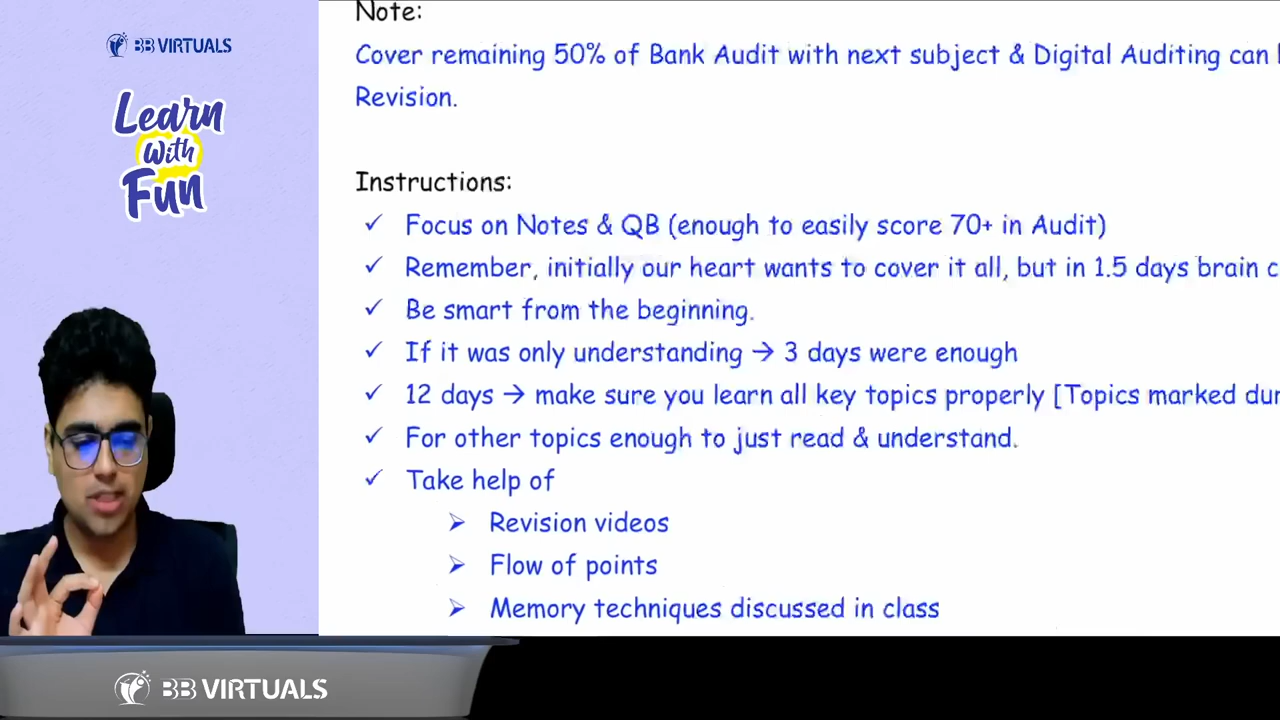 BB VIRTUALS
Learn
With
Fun
Note:
Cover remaining 50% of Bank Audit with next subject & Digital Auditing can
Revision.
Instructions:
✓ Focus on Notes & QB (enough to easily score 70+ in Audit)
✓ Remember, initially our heart wants to cover it all, but in 1.5 days brain
✓ Be smart from the beginning.
✓ If it was only understanding → 3 days were enough
✓ 12 days → make sure you learn all key topics properly [Topics marked
✓ For other topics enough to just read & understand.
✓ Take help of
➢ Revision videos
➢ Flow of points
➢ Memory techniques discussed in class
BB VIRTUALS